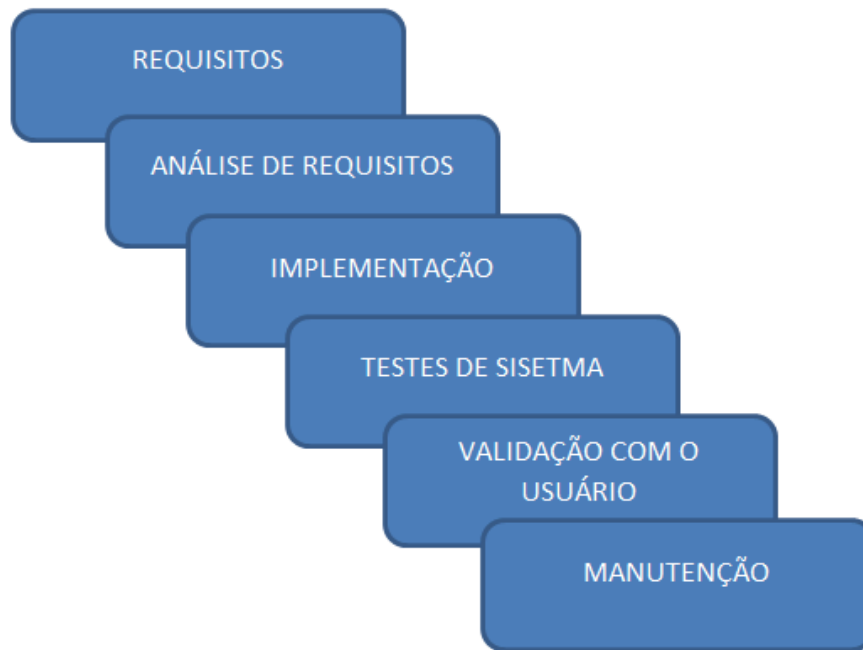 REQUISITOS
ANÁLISE DE REQUISITOS
IMPLEMENTAÇÃO
TESTES DE SISETMA
VALIDAÇÃO COM O
USUÁRIO
MANUTENÇÃO